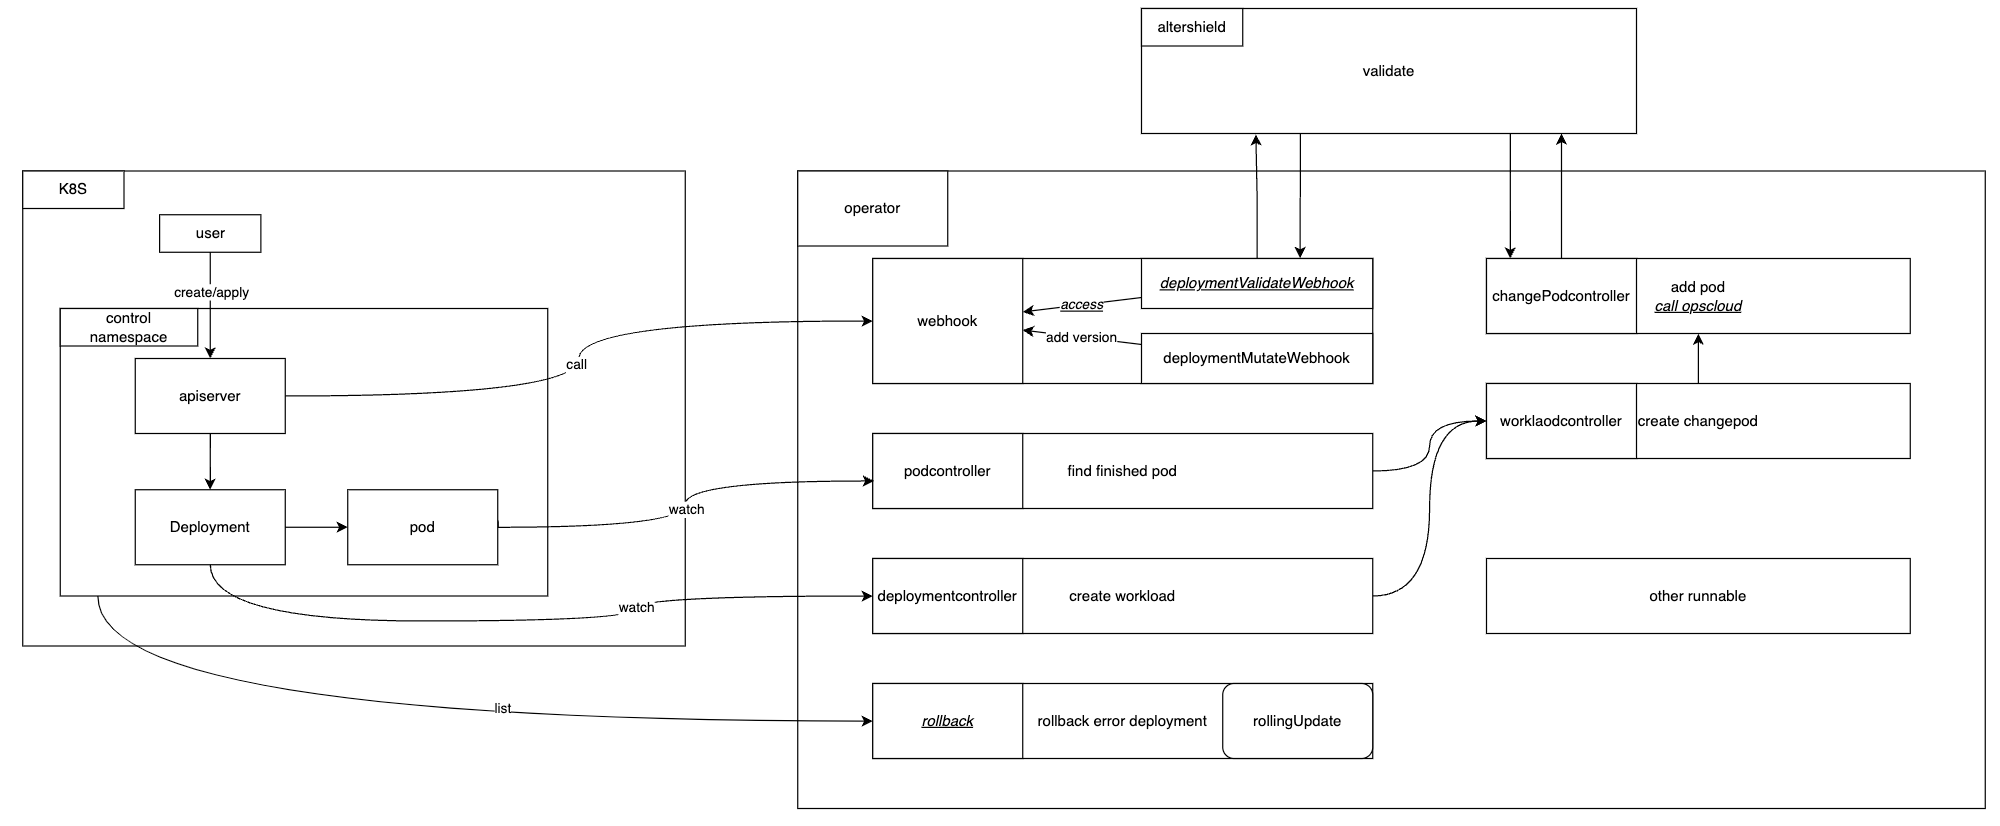 altershield
validate
K8S
user
create/apply
control
namespace
apiserver
call
Deployment
pod
watch
watch
list
operator
webhook
deploymentValidateWebhook
access
add version
deploymentMutateWebhook
changePodcontroller
add pod
call opscloud
worklaodcontroller
create changepod
podcontroller
find finished pod
deploymentcontroller
create workload
other runnable
rollback
rollback error deployment
rollingUpdate